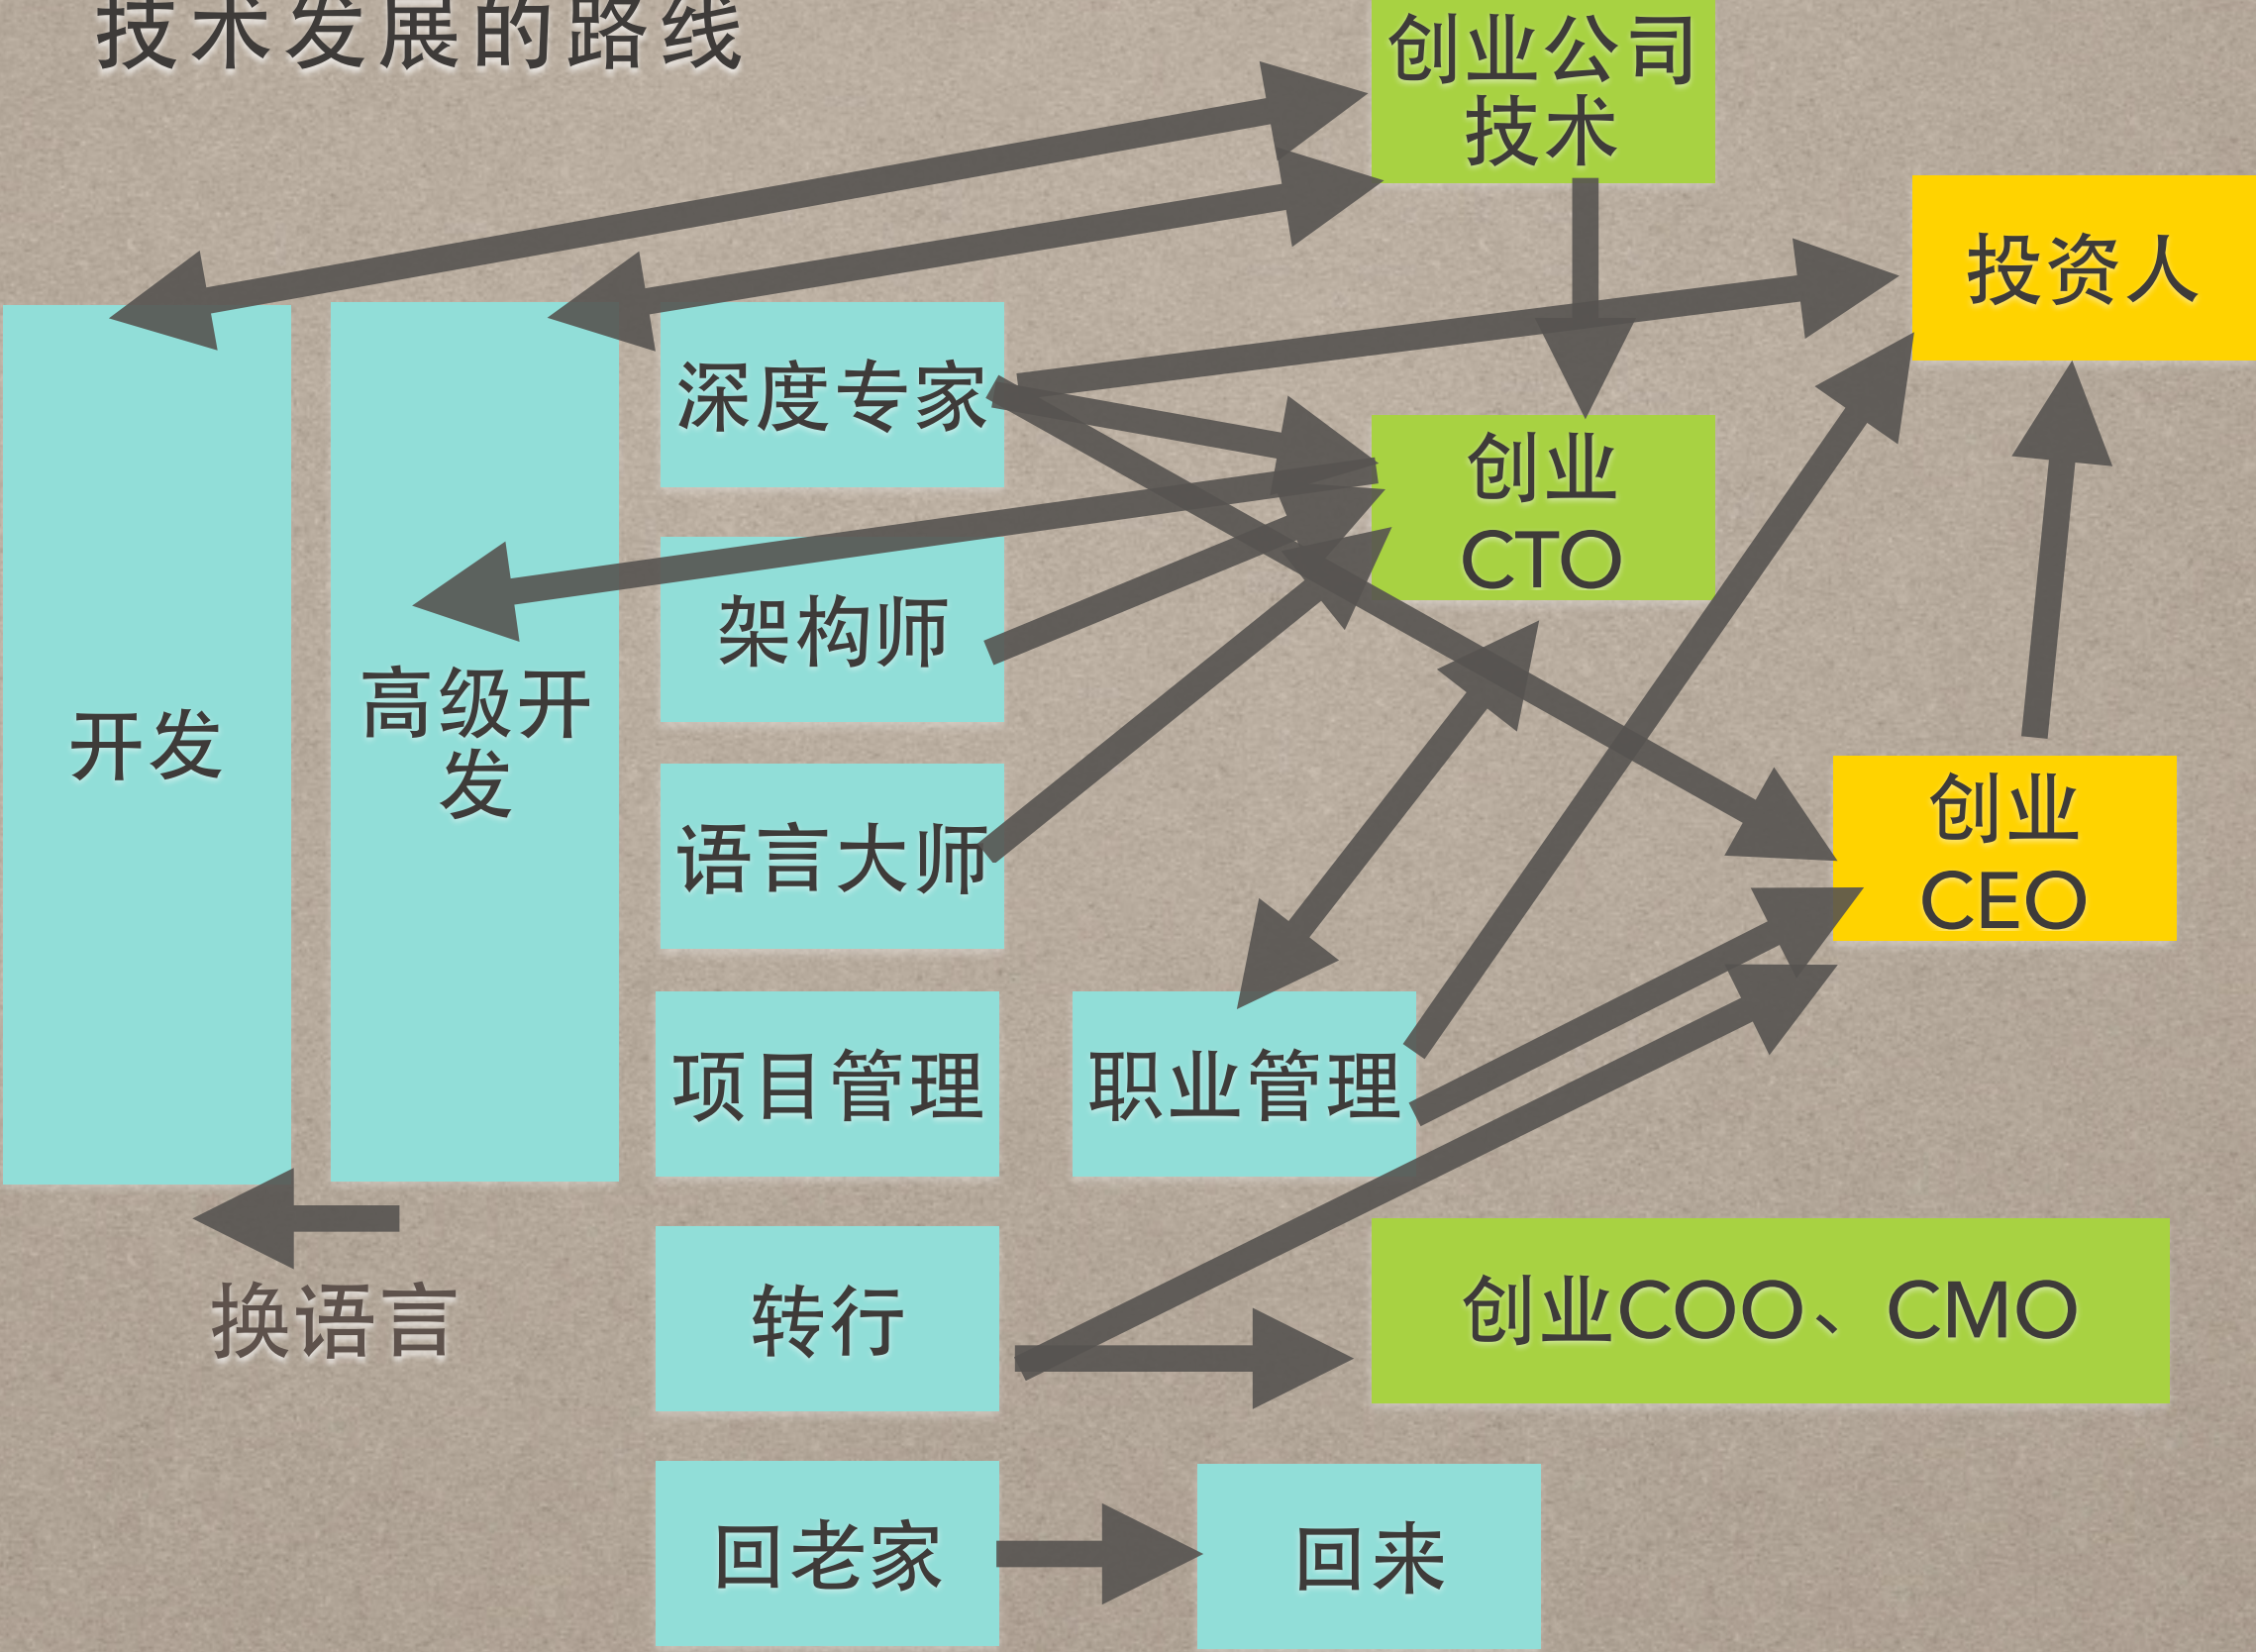 技术发展的路线
创业公司
技术
投资人
深度专家
创业
CTO
架构师
高级开
发
开发
语言大师
创业
CEO
项目管理
职业管理
换语言
转行
创业COO、CMO
回老家
回来